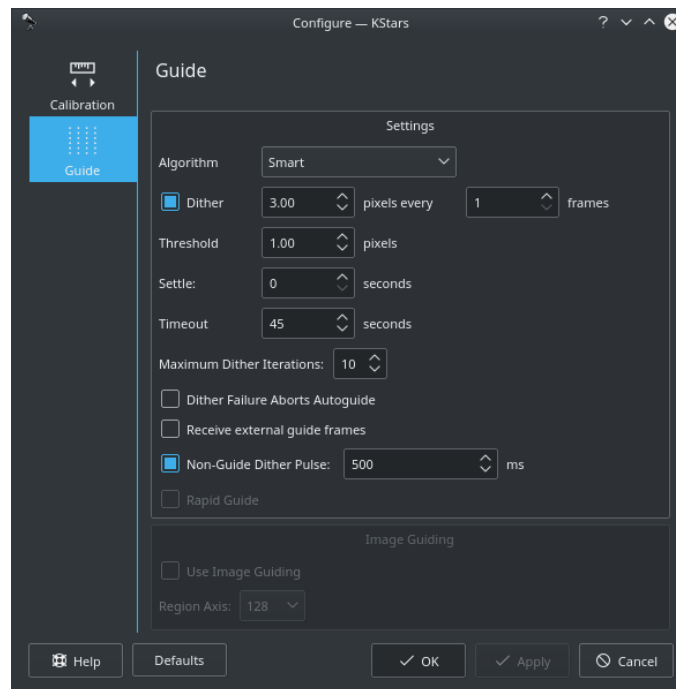 Configure — KStars
Calibration
Guide
Guide
Settings
Algorithm Smart
Dither 3.00 pixels every 1 frames
Threshold 1.00 pixels
Settle: 0 seconds
Timeout 45 seconds
Maximum Dither Iterations: 10
Dither Failure Aborts Autoguide
Receive external guide frames
Non-Guide Dither Pulse: 500 ms
Rapid Guide
Image Guiding
Use Image Guiding
Region Axis: 128
Help Defaults OK Apply Cancel